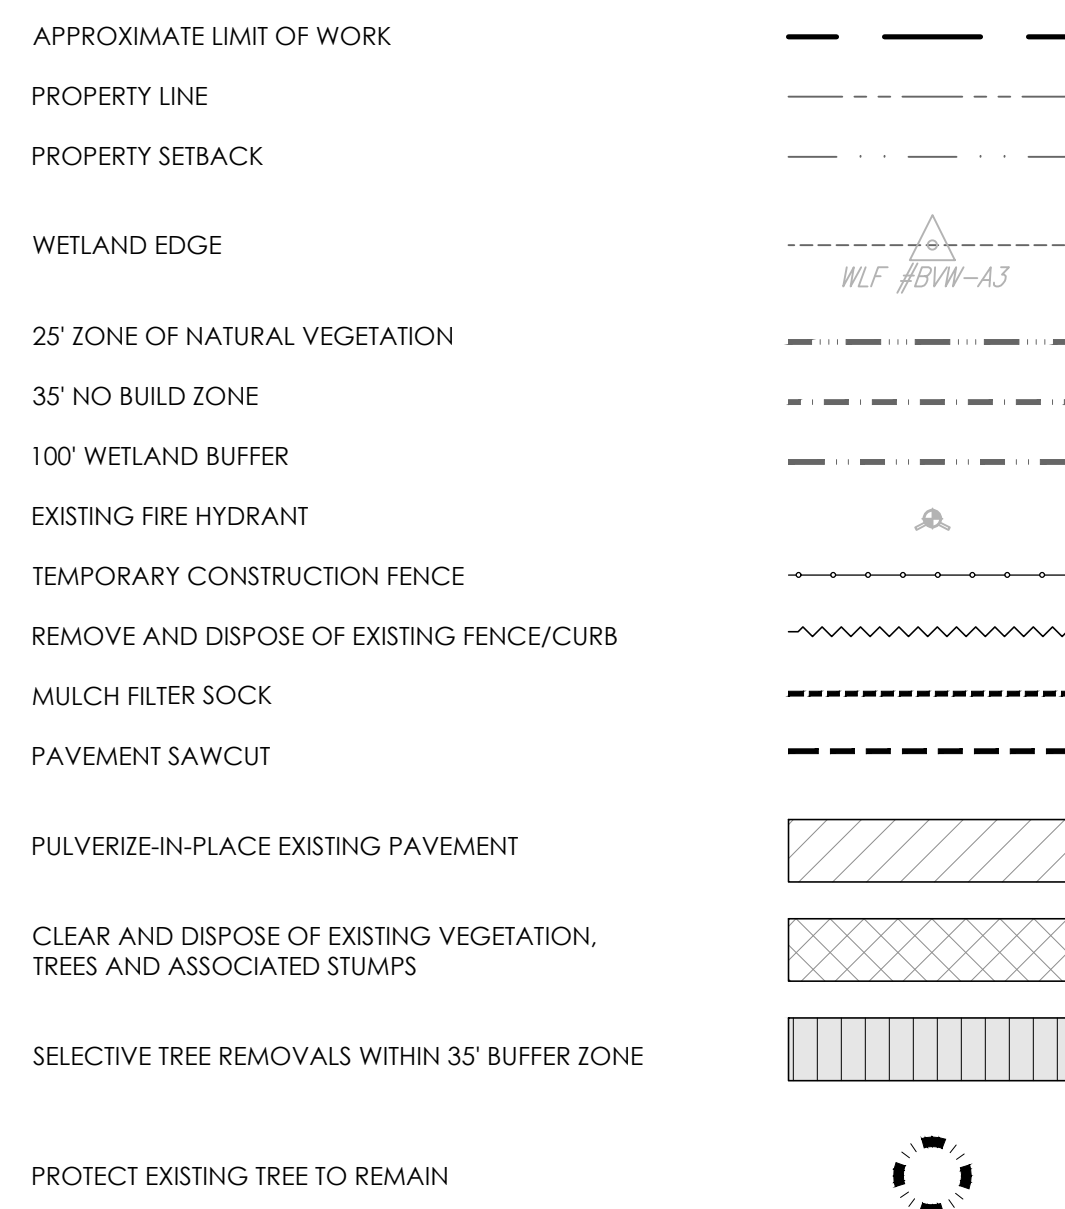 APPROXIMATE LIMIT OF WORK
PROPERTY LINE
PROPERTY SETBACK
WETLAND EDGE
WLF #BVW-A3
25' ZONE OF NATURAL VEGETATION
35' NO BUILD ZONE
100' WETLAND BUFFER
EXISTING FIRE HYDRANT
TEMPORARY CONSTRUCTION FENCE
REMOVE AND DISPOSE OF EXISTING FENCE/CURB
MULCH FILTER SOCK
PAVEMENT SAWCUT
PULVERIZE-IN-PLACE EXISTING PAVEMENT
CLEAR AND DISPOSE OF EXISTING VEGETATION,
TREES AND ASSOCIATED STUMPS
SELECTIVE TREE REMOVALS WITHIN 35' BUFFER ZONE
PROTECT EXISTING TREE TO REMAIN